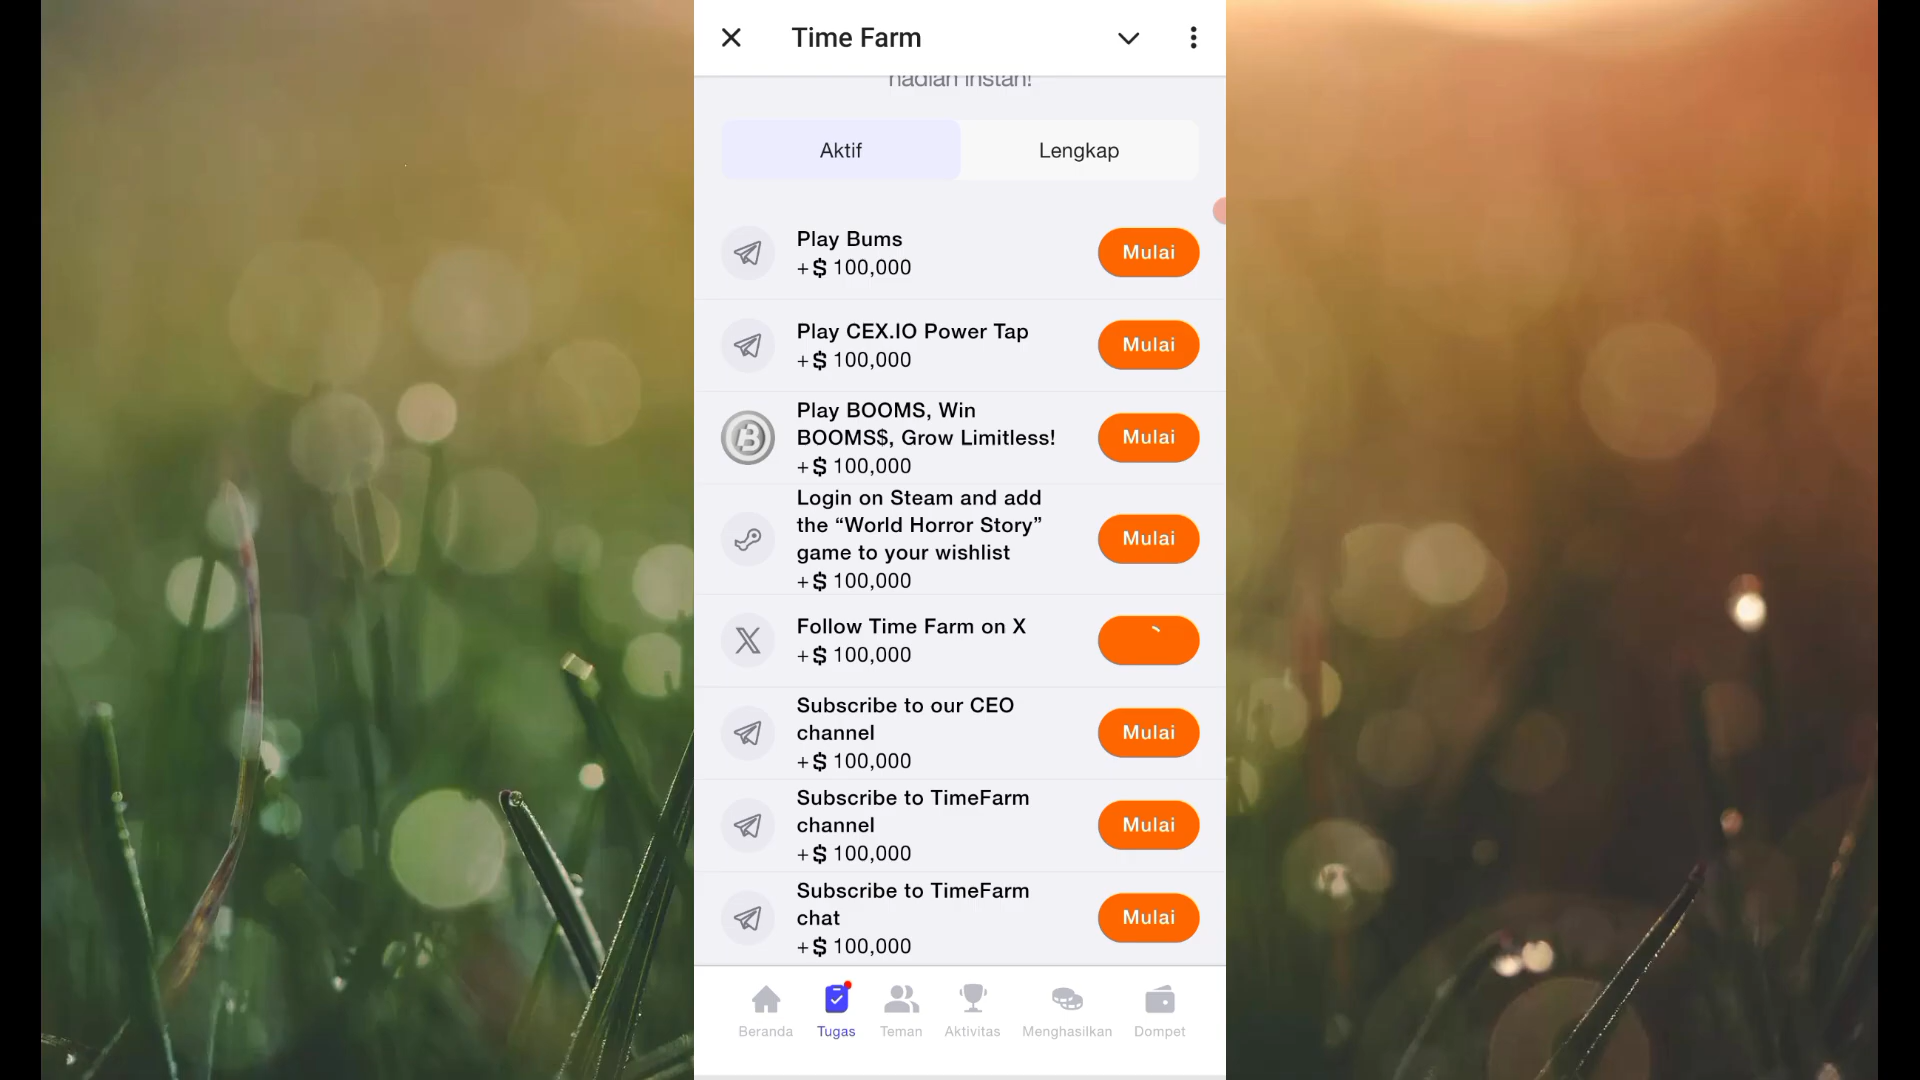 Time Farm
hadiah instan!
Aktif
Lengkap
Play Bums
+ $ 100,000
Mulai
Play CEX.IO Power Tap
+ $ 100,000
Mulai
Play BOOMS, Win
BOOMS$, Grow Limitless!
+ $ 100,000
Mulai
Login on Steam and add
the “World Horror Story”
game to your wishlist
+ $ 100,000
Mulai
Follow Time Farm on X
+ $ 100,000
Subscribe to our CEO
channel
+ $ 100,000
Mulai
Subscribe to TimeFarm
channel
+ $ 100,000
Mulai
Subscribe to TimeFarm
chat
+ $ 100,000
Mulai
Beranda
Tugas
Teman
Aktivitas
Menghasilkan
Dompet